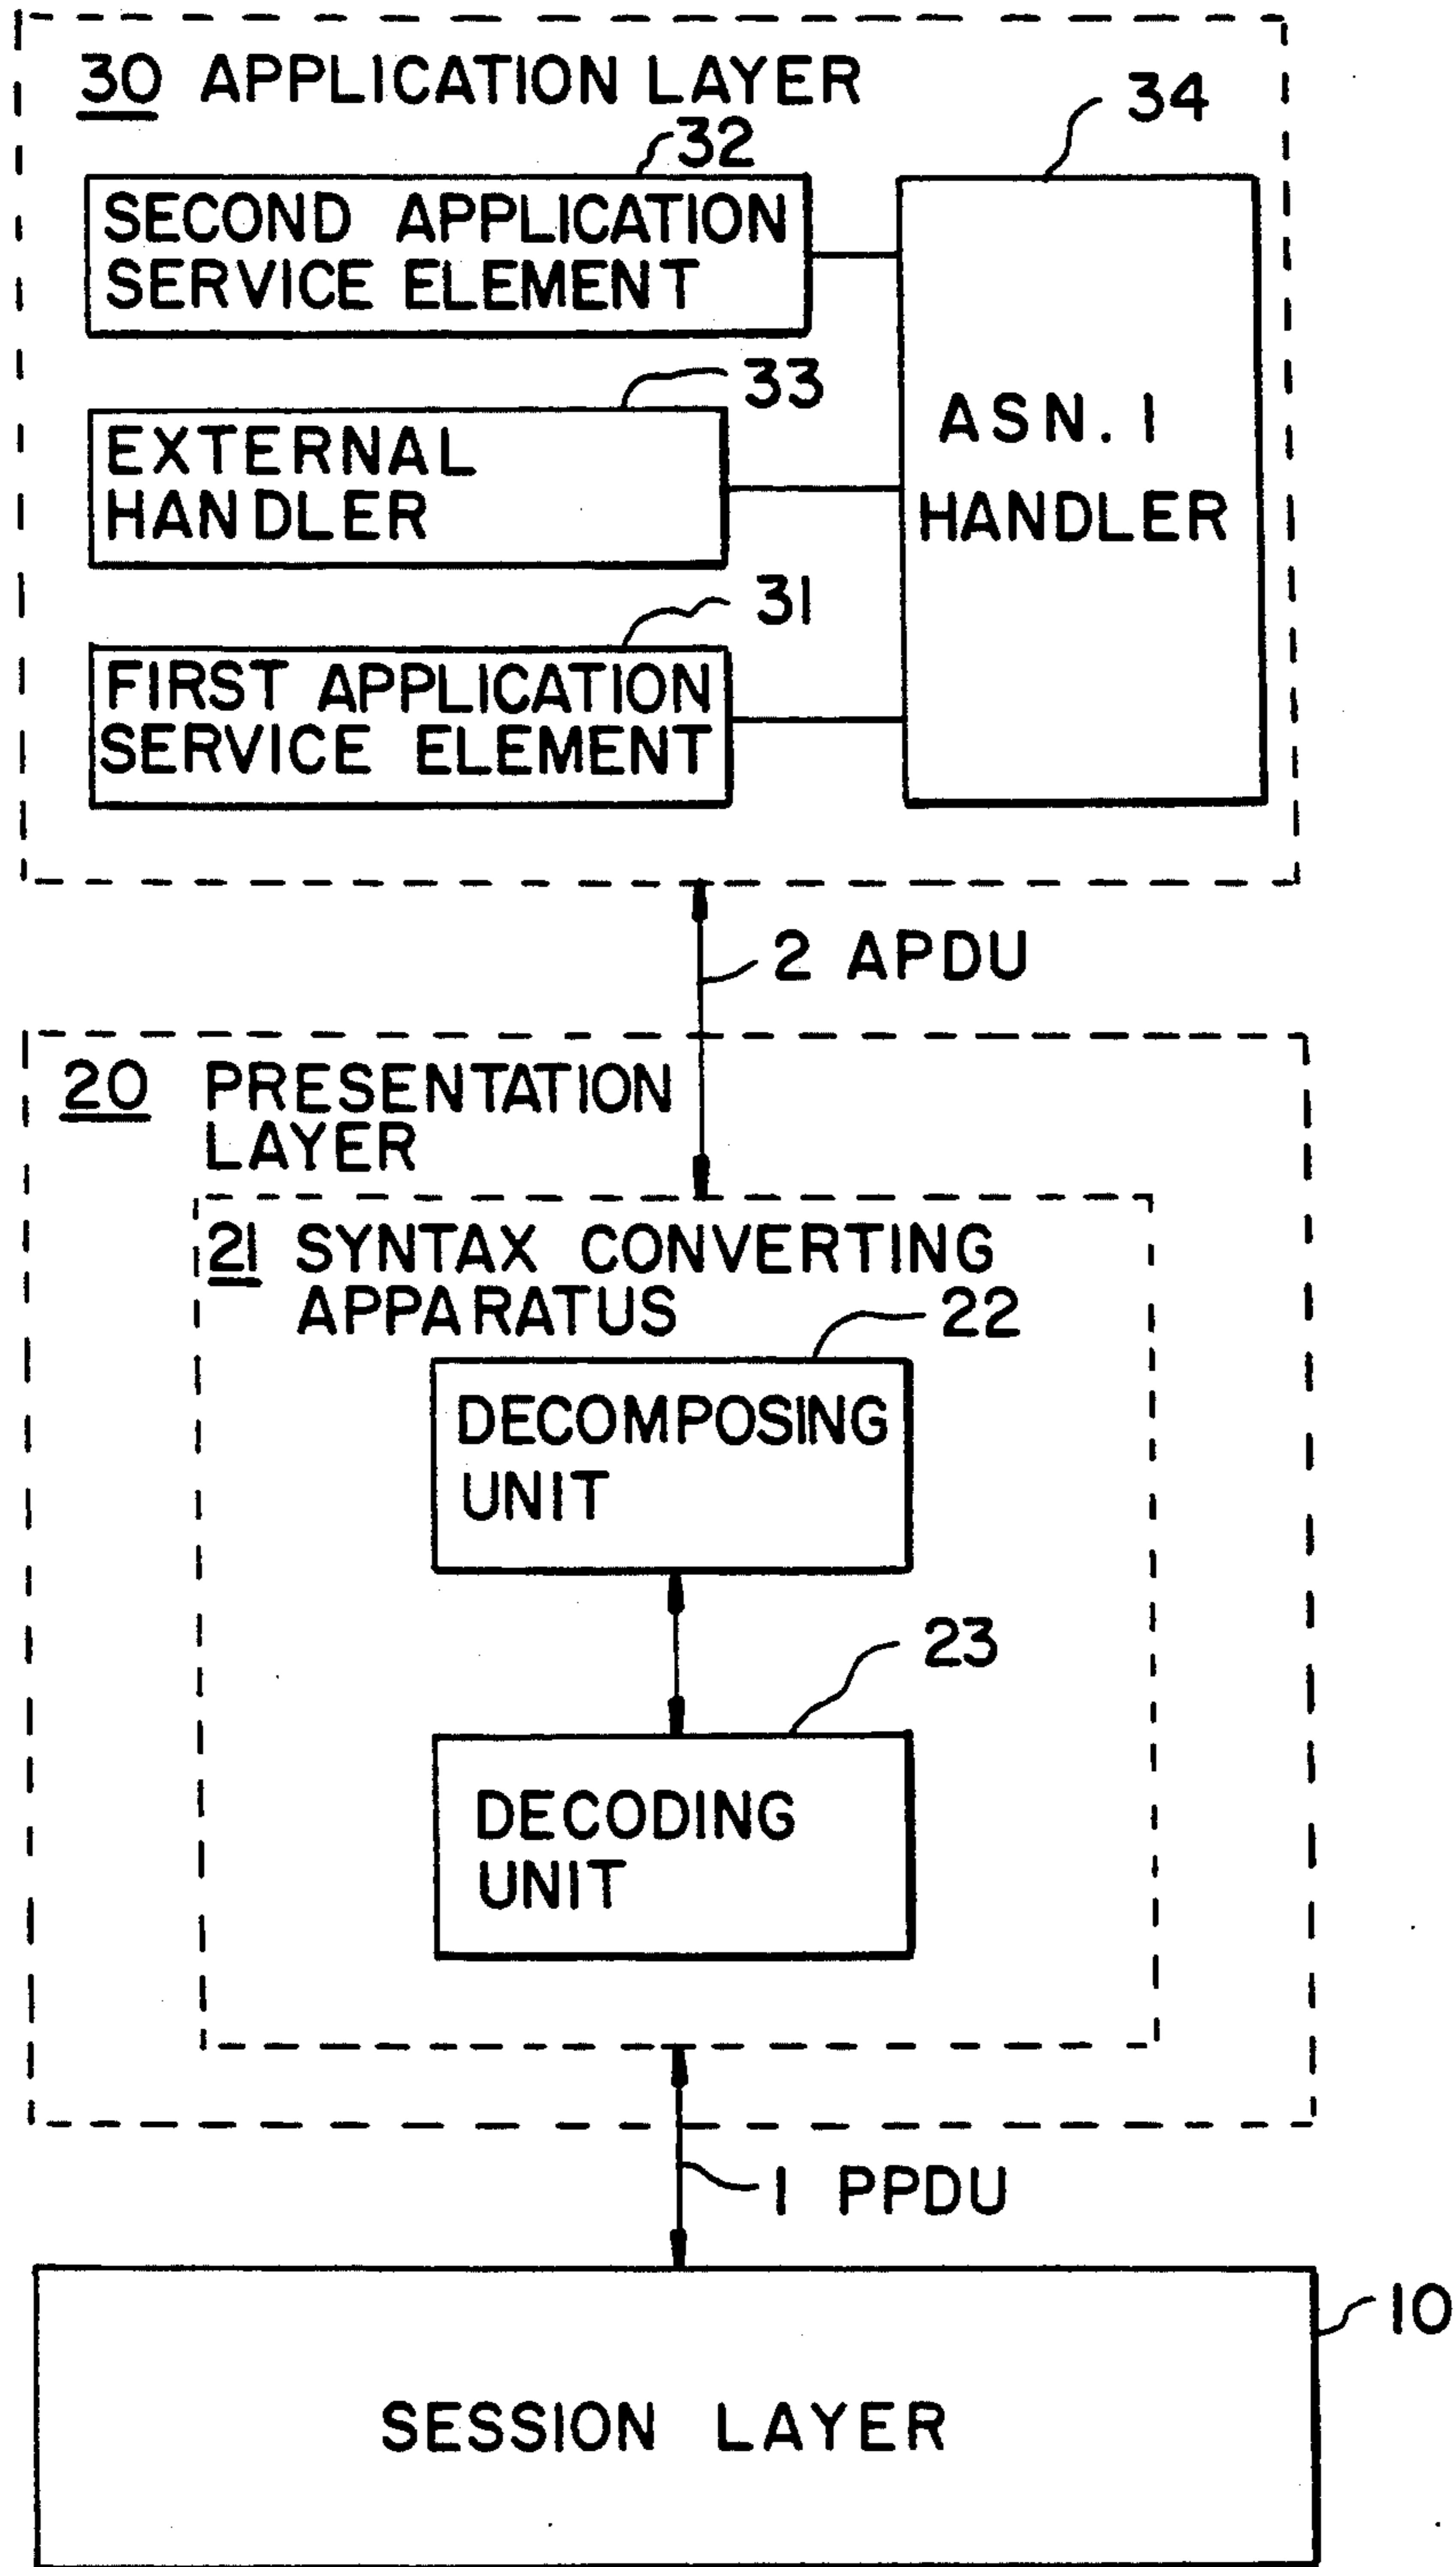 30 APPLICATION LAYER
34
32
SECOND APPLICATION
SERVICE ELEMENT
33
EXTERNAL
HANDLER
ASN. 1
HANDLER
31
FIRST APPLICATION
SERVICE ELEMENT
2 APDU
20 PRESENTATION
LAYER
21 SYNTAX CONVERTING
APPARATUS
22
DECOMPOSING
UNIT
23
DECODING
UNIT
1 PPDU
10
SESSION LAYER